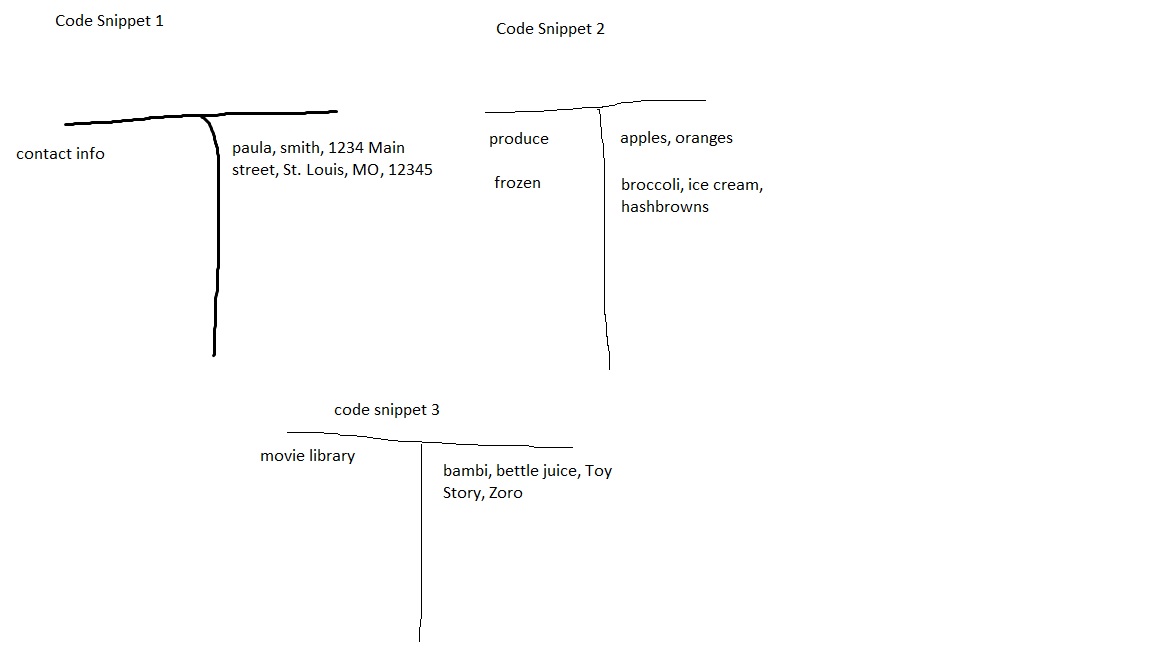 Code Snippet 1
contact info
paula, smith, 1234 Main
street, St. Louis, MO, 12345
Code Snippet 2
produce
apples, oranges
frozen
broccoli, ice cream,
hashbrowns
code snippet 3
movie library
bambi, bettle juice, Toy
Story, Zoro